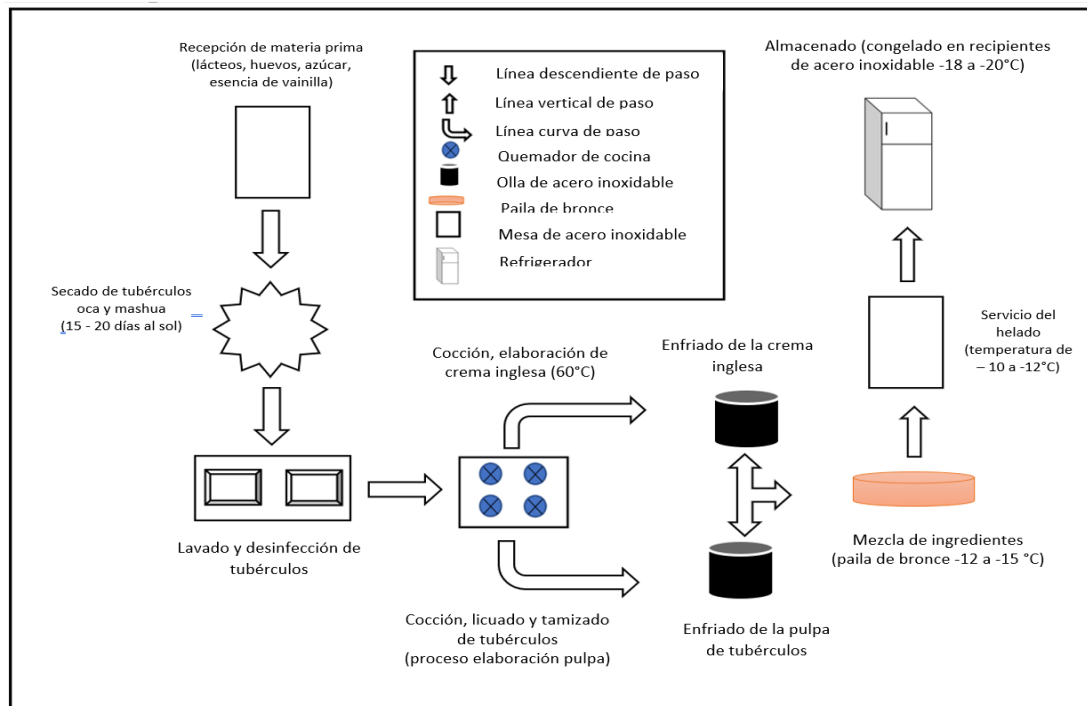 Recepción de materia prima
(lácteos, huevos, azúcar,
esencia de vainilla)
Secado de tubérculos
oca y mashua
(15 - 20 días al sol)
Lavado y desinfección de
tubérculos
Línea descendiente de paso
Línea vertical de paso
Línea curva de paso
Quemador de cocina
Olla de acero inoxidable
Paila de bronce
Mesa de acero inoxidable
Refrigerador
Cocción, elaboración de
crema inglesa (60°C)
Cocción, licuado y tamizado
de tubérculos
(proceso elaboración pulpa)
Enfriado de la crema
inglesa
Enfriado de la pulpa
de tubérculos
Mezcla de ingredientes
(paila de bronce -12 a -15 °C)
Servicio del
helado
(temperatura de
– 10 a -12°C)
Almacenado (congelado en recipientes
de acero inoxidable -18 a -20°C)